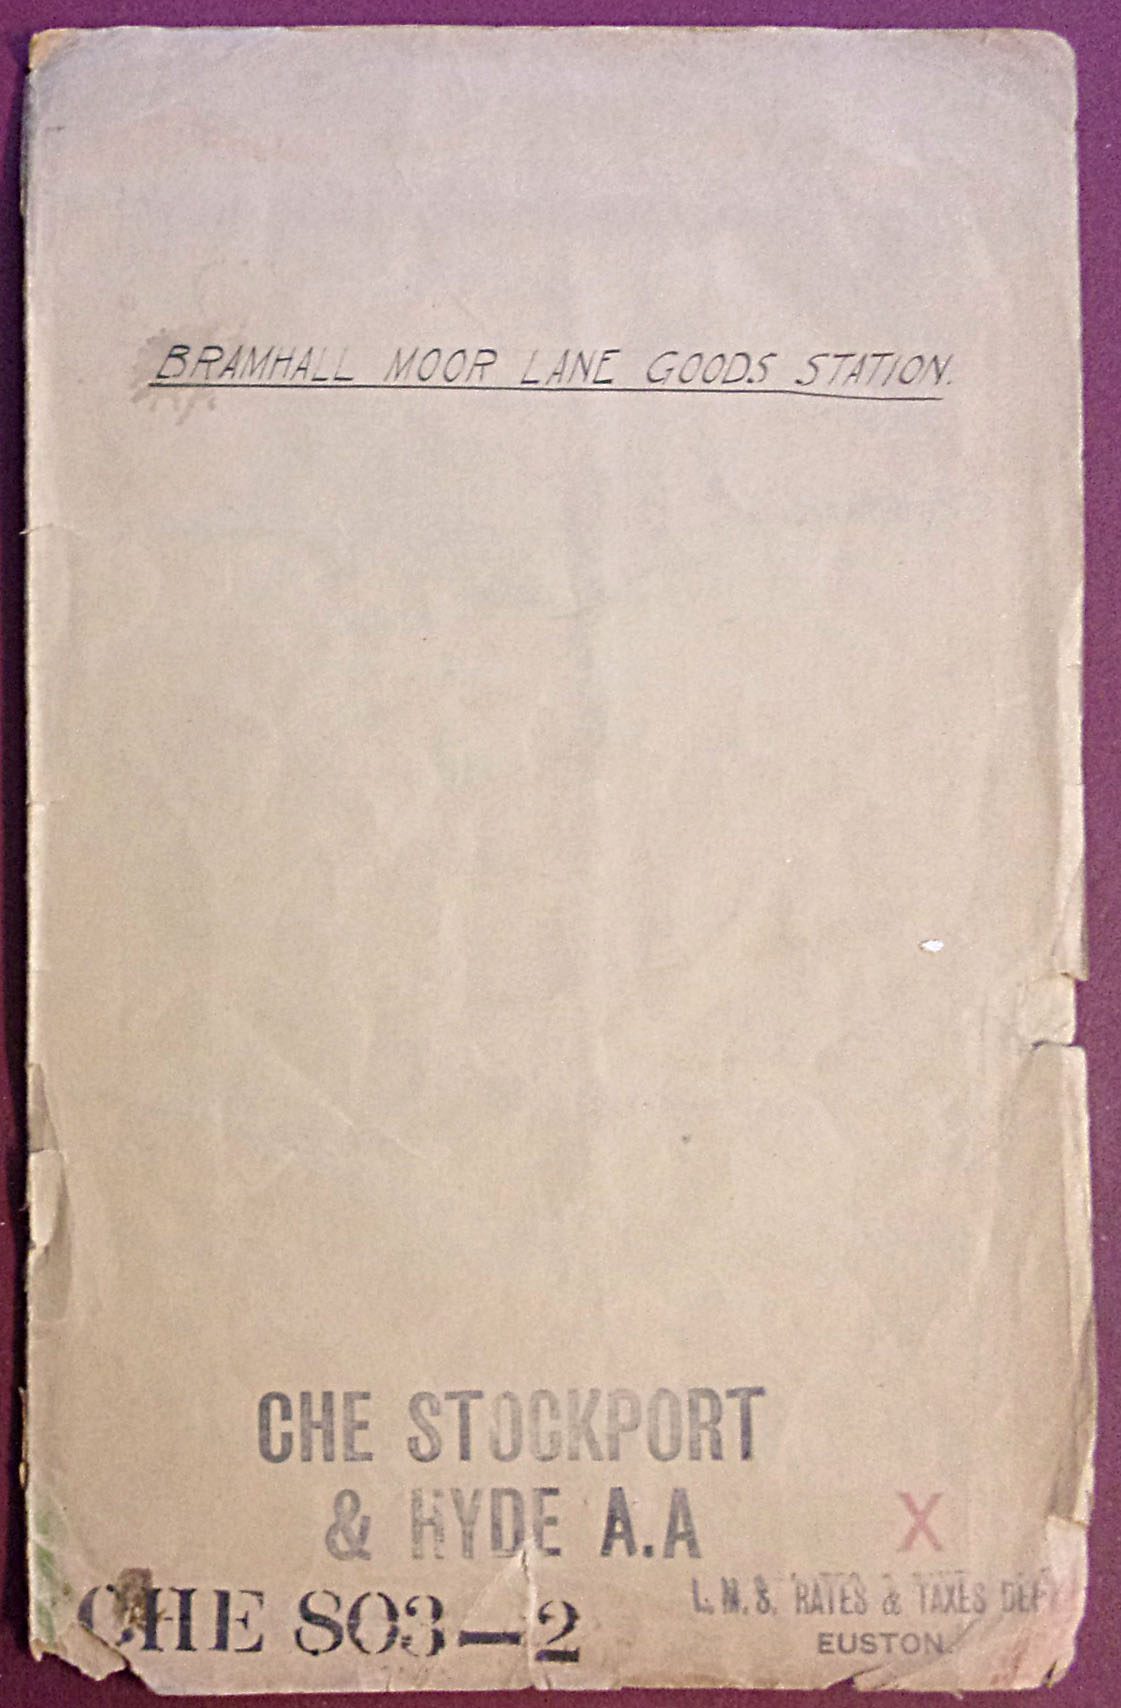 BRAMHALL MOOR LANE GOODS STATION.
CHE STOCKPORT
& HYDE A.A
X
L. M. S. RATES & TAXES DEPT
EUSTON.
CHE 803-2